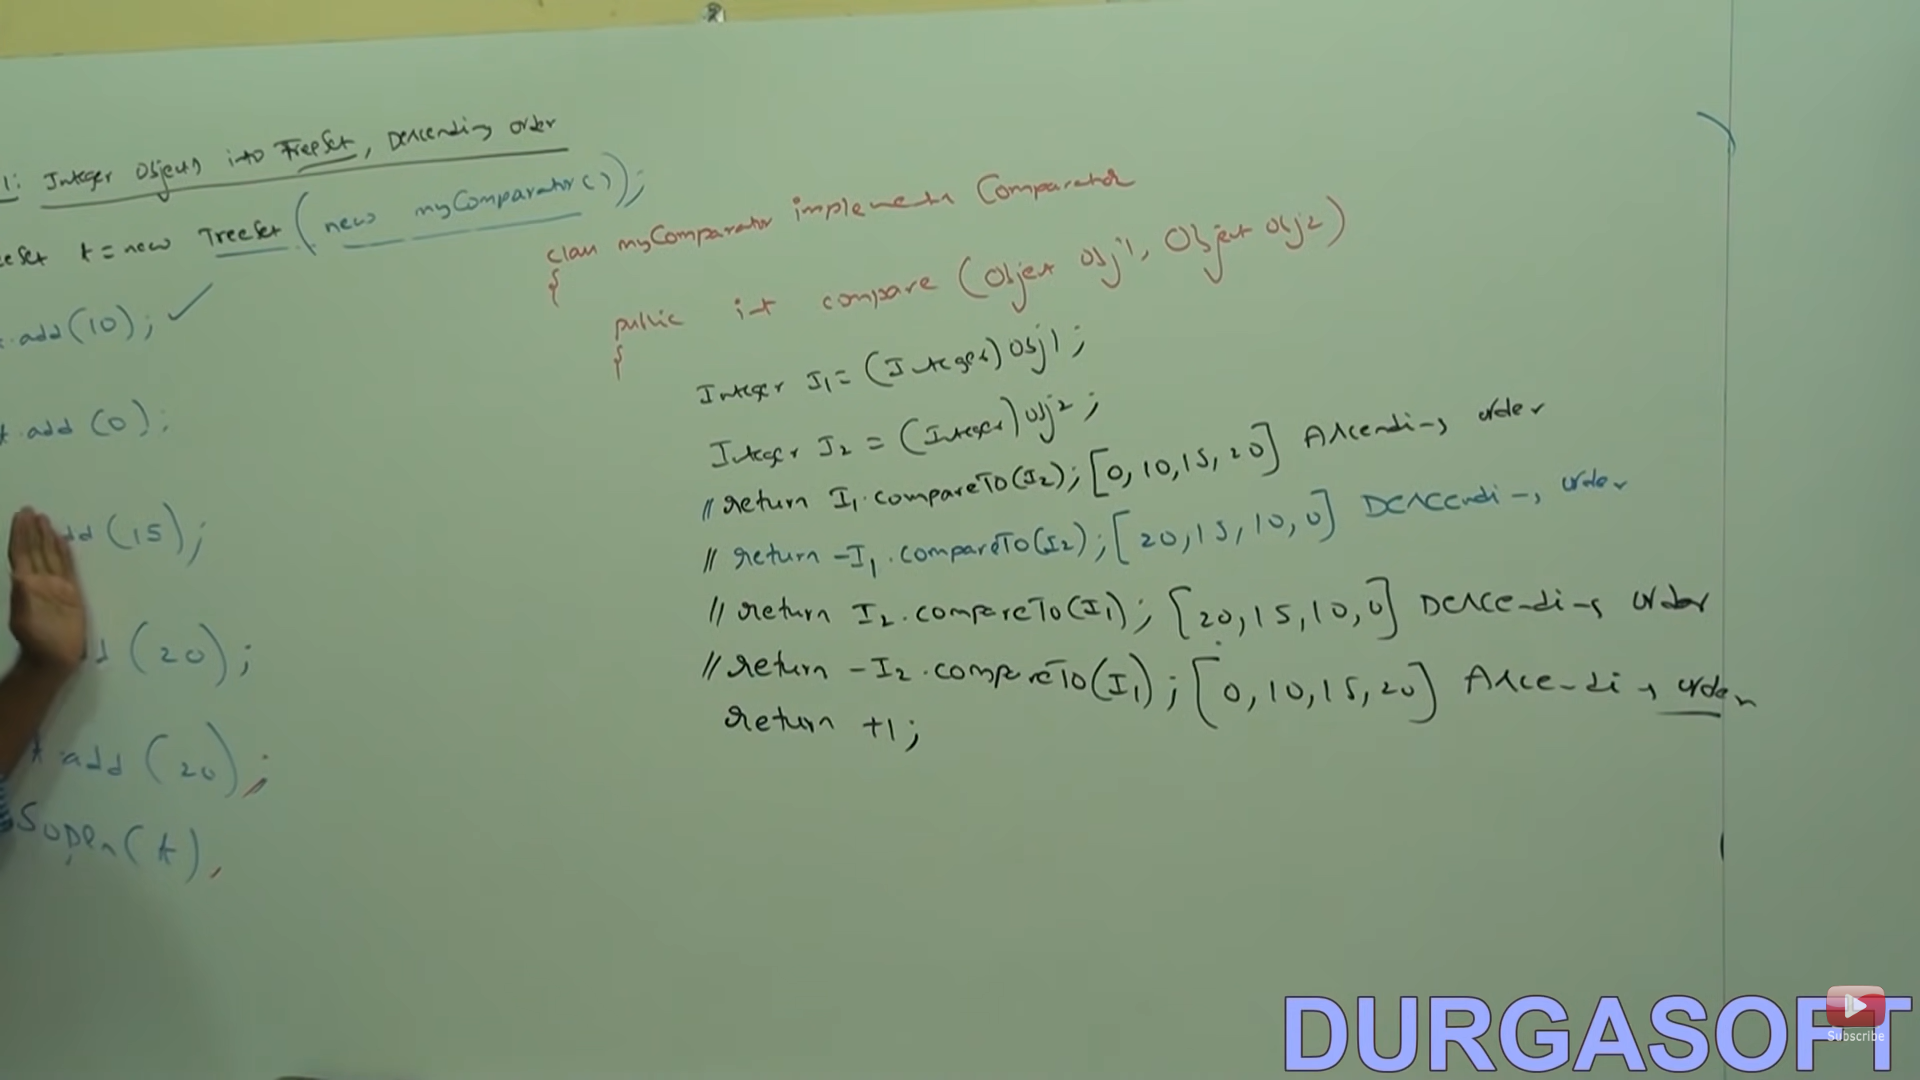 1: Integer Objects into TreeSet, Descending order
eeSet t = new TreeSet(new myComparator());
t.add(10); ✓
t.add(0);
dd(15);
d(20);
t.add(20);
Sopln(t);
class myComparator implements Comparator
{
public int compare(Object obj1, Object obj2)
{
Integer I1 = (Integer)obj1;
Integer I2 = (Integer)obj2;
// return I1.compareTo(I2); [0, 10, 15, 20] Ascending order
// return -I1.compareTo(I2); [20, 15, 10, 0] Descending order
// return I2.compareTo(I1); [20, 15, 10, 0] Descending order
// return -I2.compareTo(I1); [0, 10, 15, 20] Ascending order
return +1;
DURGASOFT
Subscribe